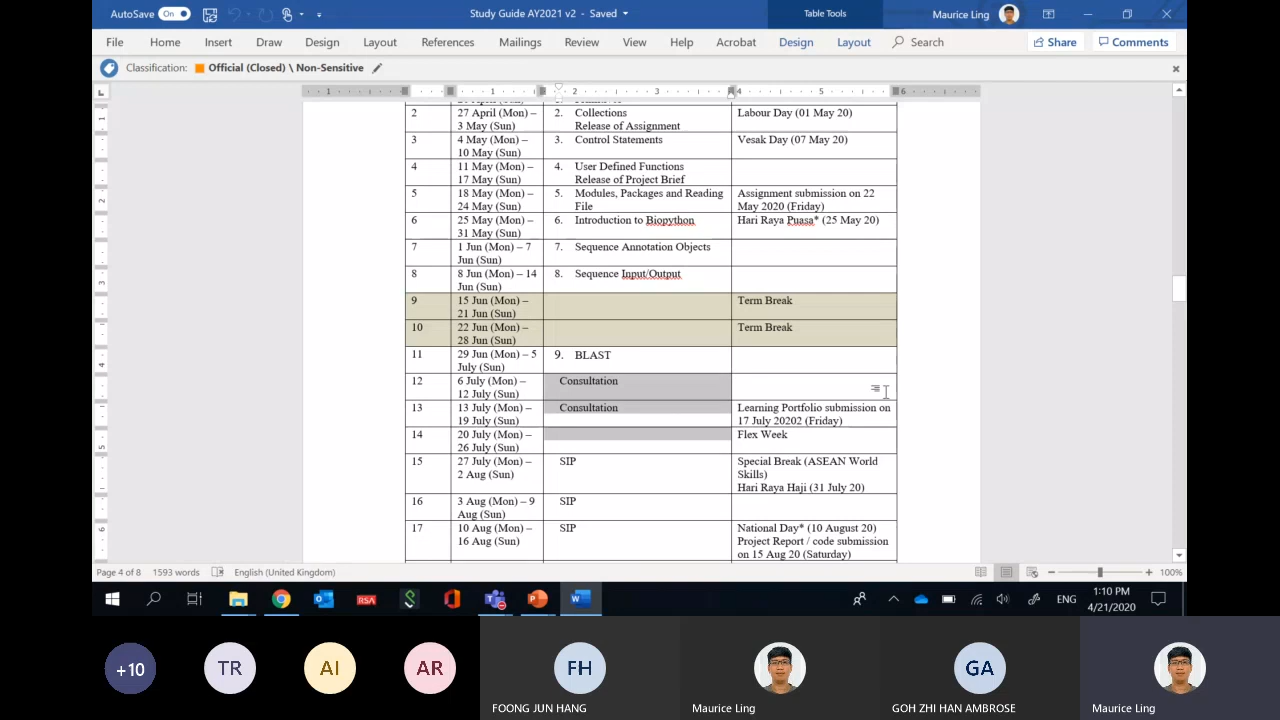 AutoSave On
Study Guide AY2021 v2 - Saved
Table Tools
Maurice Ling
File Home Insert Draw Design Layout References Mailings Review View Help Acrobat Design Layout Search Share Comments
Classification: Official (Closed) \ Non-Sensitive
2
27 April (Mon) –
3 May (Sun)
2. Collections
Release of Assignment
Labour Day (01 May 20)
3
4 May (Mon) –
10 May (Sun)
3. Control Statements
Vesak Day (07 May 20)
4
11 May (Mon) –
17 May (Sun)
4. User Defined Functions
Release of Project Brief
5
18 May (Mon) –
24 May (Sun)
5. Modules, Packages and Reading
File
Assignment submission on 22
May 2020 (Friday)
6
25 May (Mon) –
31 May (Sun)
6. Introduction to Biopython
Hari Raya Puasa* (25 May 20)
7
1 Jun (Mon) – 7
Jun (Sun)
7. Sequence Annotation Objects
8
8 Jun (Mon) – 14
Jun (Sun)
8. Sequence Input/Output
9
15 Jun (Mon) –
21 Jun (Sun)
Term Break
10
22 Jun (Mon) –
28 Jun (Sun)
Term Break
11
29 Jun (Mon) – 5
July (Sun)
9. BLAST
12
6 July (Mon) –
12 July (Sun)
Consultation
13
13 July (Mon) –
19 July (Sun)
Consultation
Learning Portfolio submission on
17 July 20202 (Friday)
14
20 July (Mon) –
26 July (Sun)
Flex Week
15
27 July (Mon) –
2 Aug (Sun)
SIP
Special Break (ASEAN World
Skills)
Hari Raya Haji (31 July 20)
16
3 Aug (Mon) – 9
Aug (Sun)
SIP
17
10 Aug (Mon) –
16 Aug (Sun)
SIP
National Day* (10 August 20)
Project Report / code submission
on 15 Aug 20 (Saturday)
Page 4 of 8 1593 words English (United Kingdom) 100%
RSA
ENG
1:10 PM
4/21/2020
+10
TR
AI
AR
FH
GA
FOONG JUN HANG
Maurice Ling
GOH ZHI HAN AMBROSE
Maurice Ling